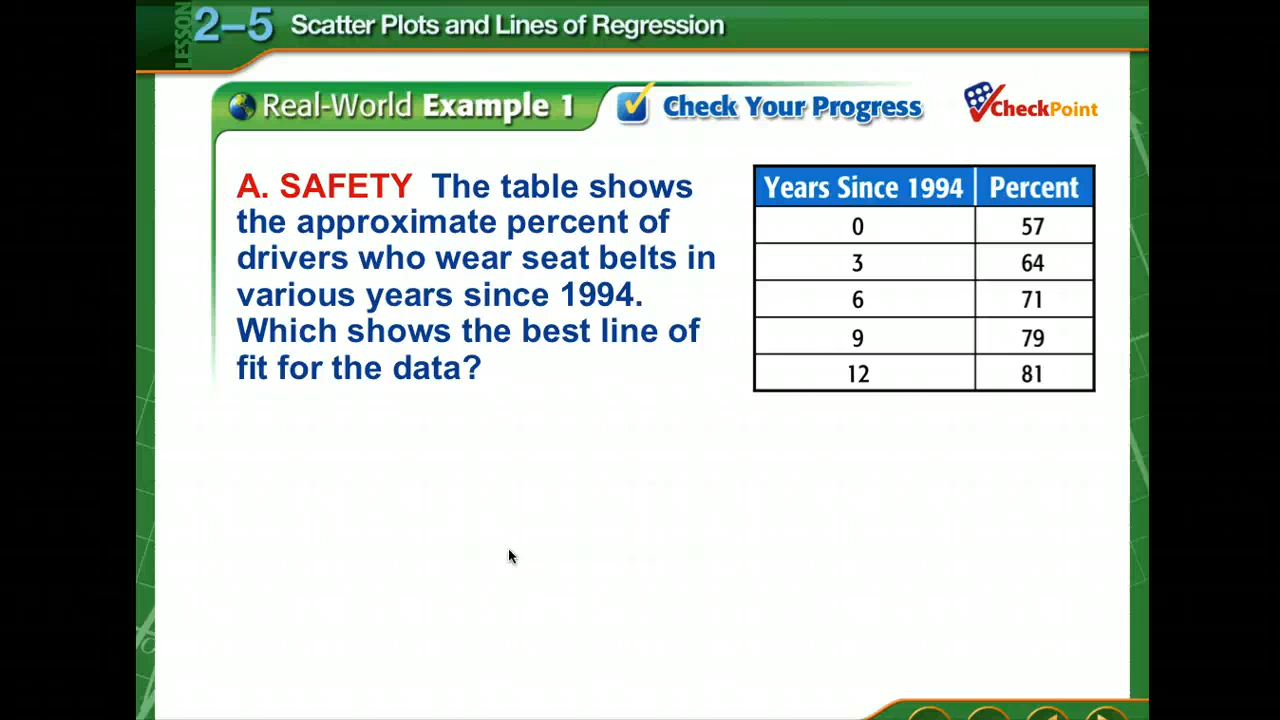 LESSON
2–5 Scatter Plots and Lines of Regression
Real-World Example 1
Check Your Progress
CheckPoint
A. SAFETY The table shows
the approximate percent of
drivers who wear seat belts in
various years since 1994.
Which shows the best line of
fit for the data?
Years Since 1994 Percent
0 57
3 64
6 71
9 79
12 81